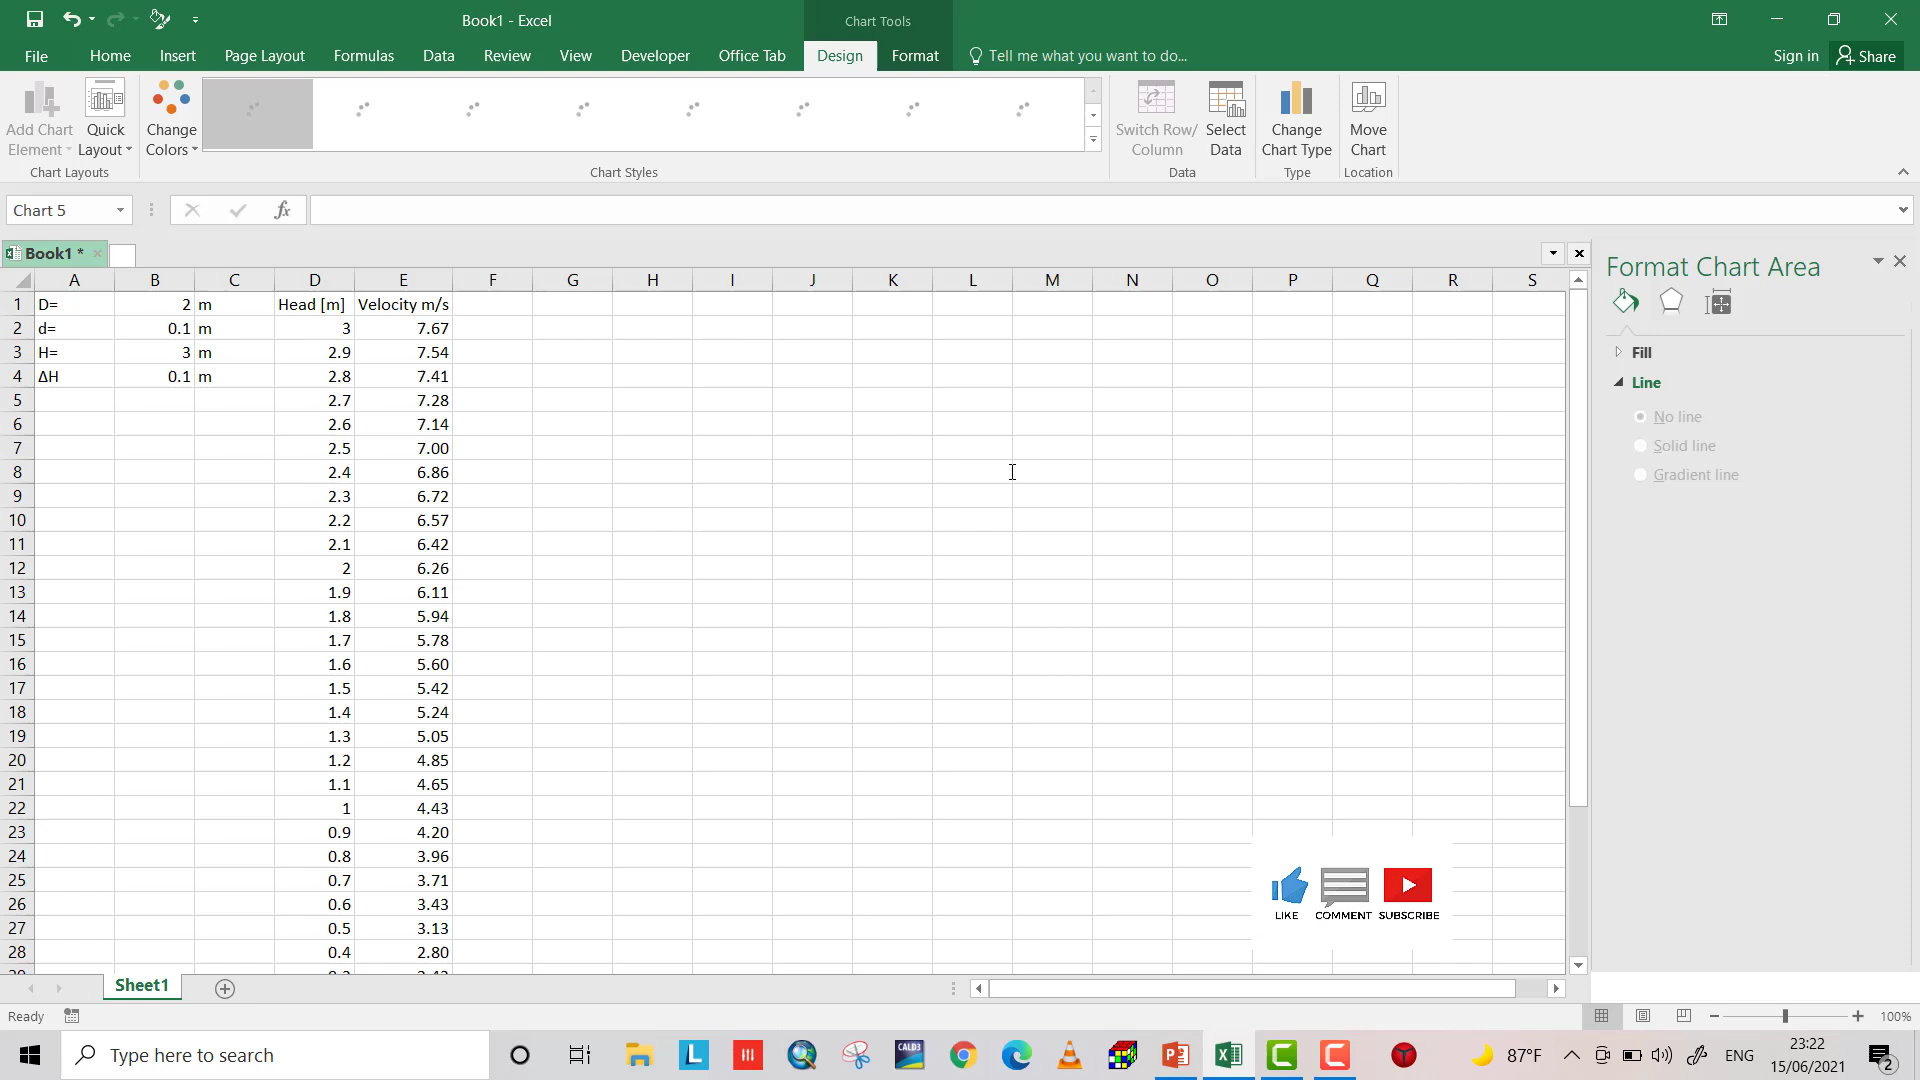 Book1 - Excel
Chart Tools
File Home Insert Page Layout Formulas Data Review View Developer Office Tab Design Format Tell me what you want to do... Sign in Share
Add Chart Element Quick Layout Change Colors Switch Row/ Column Select Data Change Chart Type Move Chart
Chart Layouts Chart Styles Data Type Location
Chart 5 fx
Book1 *
Format Chart Area
A B C D E F G H I J K L M N O P Q R S
1 D= 2 m Head [m] Velocity m/s
2 d= 0.1 m 3 7.67
3 H= 3 m 2.9 7.54
4 ΔH 0.1 m 2.8 7.41
5 2.7 7.28
6 2.6 7.14
7 2.5 7.00
8 2.4 6.86
9 2.3 6.72
10 2.2 6.57
11 2.1 6.42
12 2 6.26
13 1.9 6.11
14 1.8 5.94
15 1.7 5.78
16 1.6 5.60
17 1.5 5.42
18 1.4 5.24
19 1.3 5.05
20 1.2 4.85
21 1.1 4.65
22 1 4.43
23 0.9 4.20
24 0.8 3.96
25 0.7 3.71
26 0.6 3.43
27 0.5 3.13
28 0.4 2.80
Fill
Line
No line
Solid line
Gradient line
LIKE COMMENT SUBSCRIBE
Sheet1
Ready 100%
Type here to search
CALD3
87°F ENG 23:22
15/06/2021
2